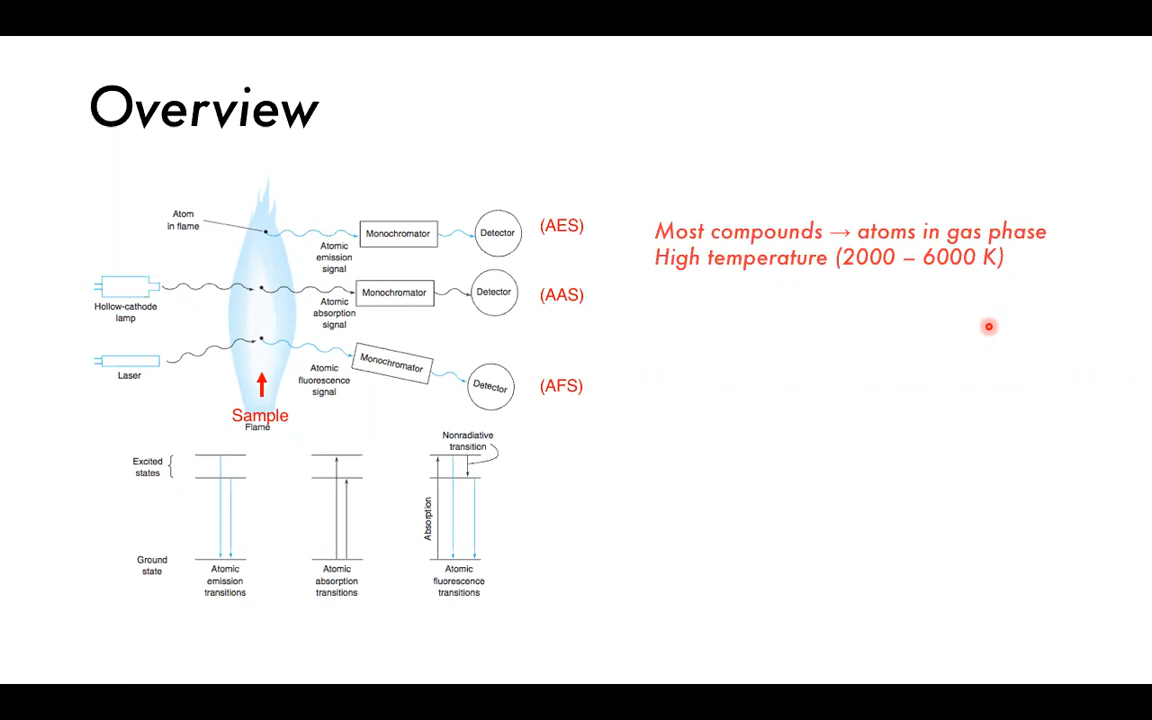 Overview
Atom
in flame
Atomic
emission
signal
Monochromator
Detector
(AES)
Hollow-cathode
lamp
Atomic
absorption
signal
Monochromator
Detector
(AAS)
Laser
Atomic
fluorescence
signal
Monochromator
Detector
(AFS)
Sample
Flame
Most compounds → atoms in gas phase
High temperature (2000 – 6000 K)
Excited
states
Ground
state
Atomic
emission
transitions
Atomic
absorption
transitions
Nonradiative
transition
Absorption
Atomic
fluorescence
transitions